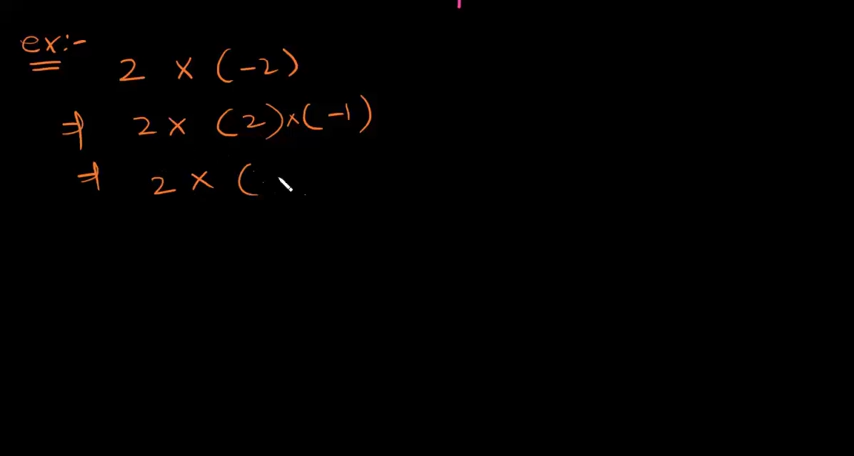 ex:-
2 × (-2)
⇒ 2 × (2)×(-1)
⇒ 2 × (